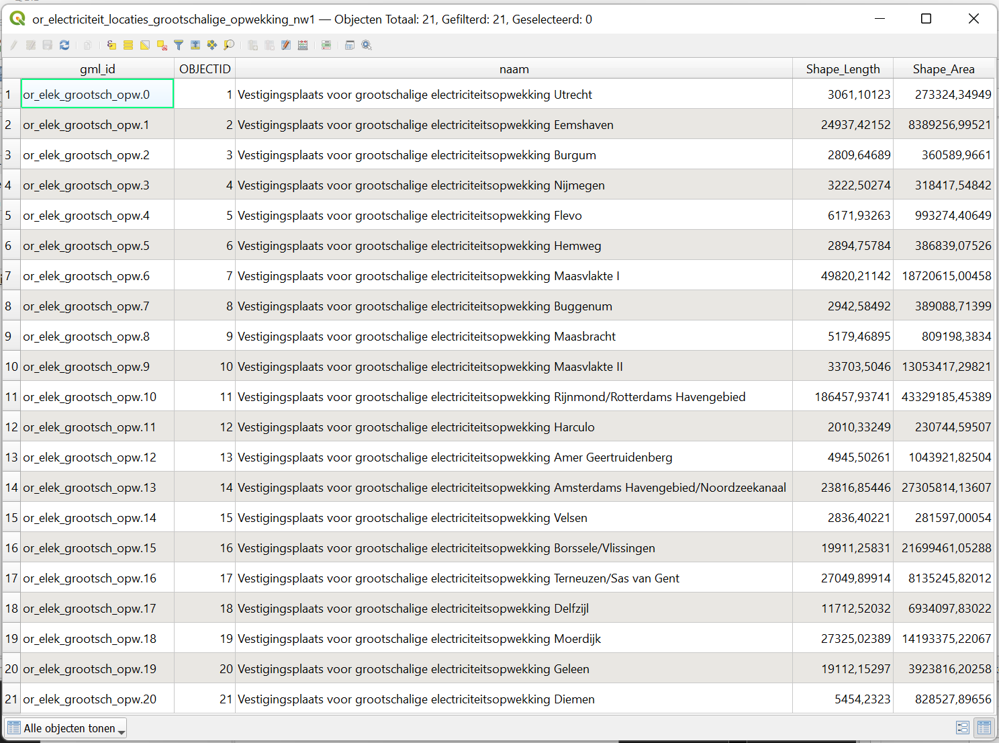 or_electriciteit_locaties_grootschalige_opwekking_nw1 — Objecten Totaal: 21, Gefilterd: 21, Geselecteerd: 0
gml_id OBJECTID naam Shape_Length Shape_Area
1 or_elek_grootsch_opw.0 1 Vestigingsplaats voor grootschalige electriciteitsopwekking Utrecht 3061,10123 273324,34949
2 or_elek_grootsch_opw.1 2 Vestigingsplaats voor grootschalige electriciteitsopwekking Eemshaven 24937,42152 8389256,99521
3 or_elek_grootsch_opw.2 3 Vestigingsplaats voor grootschalige electriciteitsopwekking Burgum 2809,64689 360589,9661
4 or_elek_grootsch_opw.3 4 Vestigingsplaats voor grootschalige electriciteitsopwekking Nijmegen 3222,50274 318417,54842
5 or_elek_grootsch_opw.4 5 Vestigingsplaats voor grootschalige electriciteitsopwekking Flevo 6171,93263 993274,40649
6 or_elek_grootsch_opw.5 6 Vestigingsplaats voor grootschalige electriciteitsopwekking Hemweg 2894,75784 386839,07526
7 or_elek_grootsch_opw.6 7 Vestigingsplaats voor grootschalige electriciteitsopwekking Maasvlakte I 49820,21142 18720615,00458
8 or_elek_grootsch_opw.7 8 Vestigingsplaats voor grootschalige electriciteitsopwekking Buggenum 2942,58492 389088,71399
9 or_elek_grootsch_opw.8 9 Vestigingsplaats voor grootschalige electriciteitsopwekking Maasbracht 5179,46895 809198,3834
10 or_elek_grootsch_opw.9 10 Vestigingsplaats voor grootschalige electriciteitsopwekking Maasvlakte II 33703,5046 13053417,29821
11 or_elek_grootsch_opw.10 11 Vestigingsplaats voor grootschalige electriciteitsopwekking Rijnmond/Rotterdams Havengebied 186457,93741 43329185,45389
12 or_elek_grootsch_opw.11 12 Vestigingsplaats voor grootschalige electriciteitsopwekking Harculo 2010,33249 230744,59507
13 or_elek_grootsch_opw.12 13 Vestigingsplaats voor grootschalige electriciteitsopwekking Amer Geertruidenberg 4945,50261 1043921,82504
14 or_elek_grootsch_opw.13 14 Vestigingsplaats voor grootschalige electriciteitsopwekking Amsterdams Havengebied/Noordzeekanaal 23816,85446 27305814,13607
15 or_elek_grootsch_opw.14 15 Vestigingsplaats voor grootschalige electriciteitsopwekking Velsen 2836,40221 281597,00054
16 or_elek_grootsch_opw.15 16 Vestigingsplaats voor grootschalige electriciteitsopwekking Borssele/Vlissingen 19911,25831 21699461,05288
17 or_elek_grootsch_opw.16 17 Vestigingsplaats voor grootschalige electriciteitsopwekking Terneuzen/Sas van Gent 27049,89914 8135245,82012
18 or_elek_grootsch_opw.17 18 Vestigingsplaats voor grootschalige electriciteitsopwekking Delfzijl 11712,52032 6934097,83022
19 or_elek_grootsch_opw.18 19 Vestigingsplaats voor grootschalige electriciteitsopwekking Moerdijk 27325,02389 14193375,22067
20 or_elek_grootsch_opw.19 20 Vestigingsplaats voor grootschalige electriciteitsopwekking Geleen 19112,15297 3923816,20258
21 or_elek_grootsch_opw.20 21 Vestigingsplaats voor grootschalige electriciteitsopwekking Diemen 5454,2323 828527,89656
Alle objecten tonen